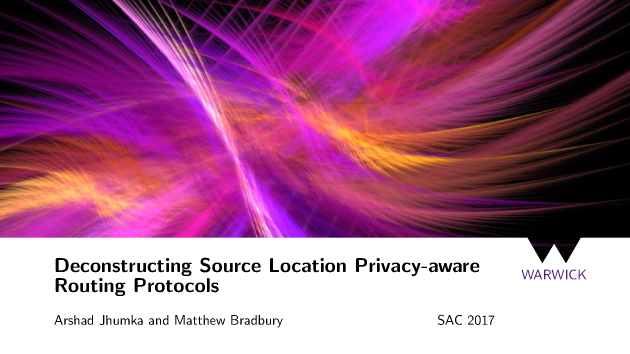 Deconstructing Source Location Privacy-aware
Routing Protocols
WARWICK
Arshad Jhumka and Matthew Bradbury
SAC 2017